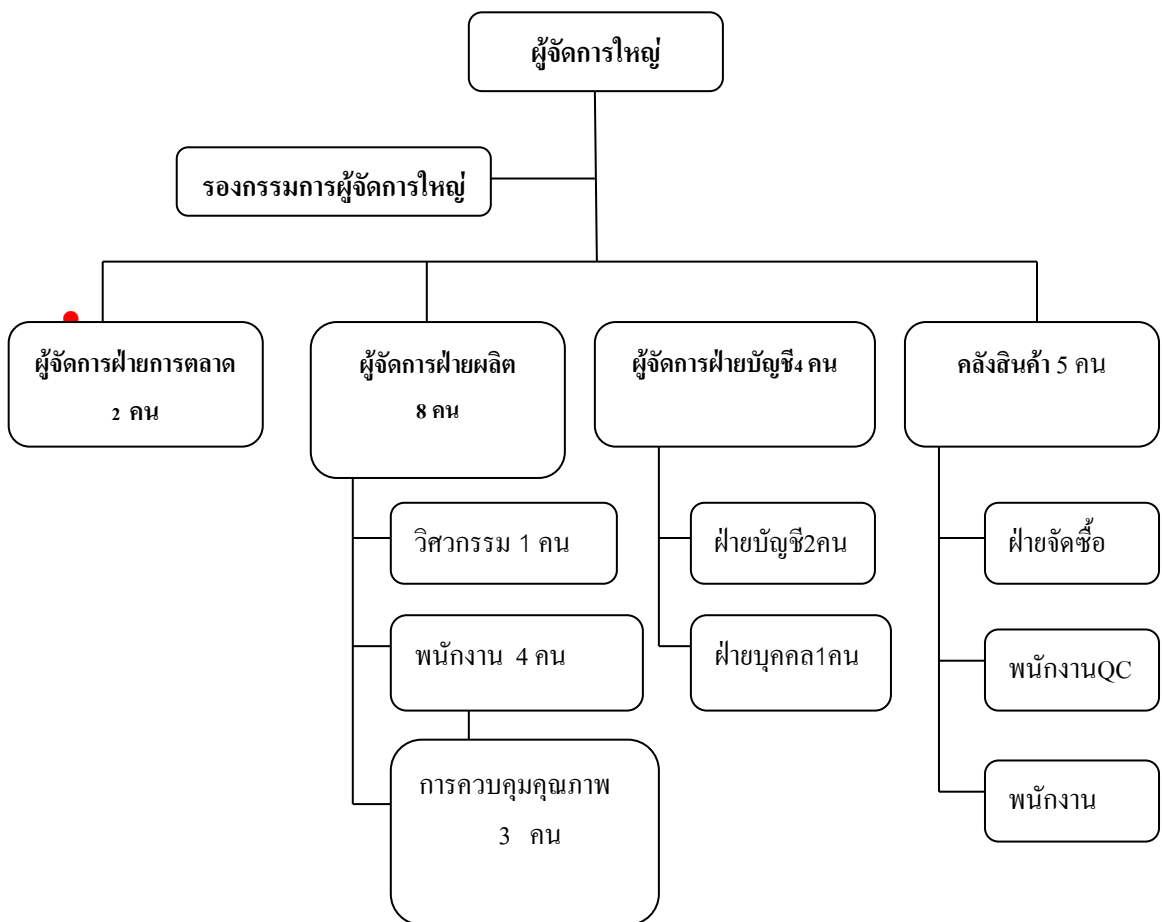 ผู้จัดการใหญ่
รองกรรมการผู้จัดการใหญ่
ผู้จัดการฝ่ายการตลาด
2 คน
ผู้จัดการฝ่ายผลิต
8 คน
ผู้จัดการฝ่ายบัญชี4 คน
คลังสินค้า 5 คน
วิศวกรรม 1 คน
พนักงาน 4 คน
การควบคุมคุณภาพ
3 คน
ฝ่ายบัญชี2คน
ฝ่ายบุคคล1คน
ฝ่ายจัดซื้อ
พนักงานQC
พนักงาน